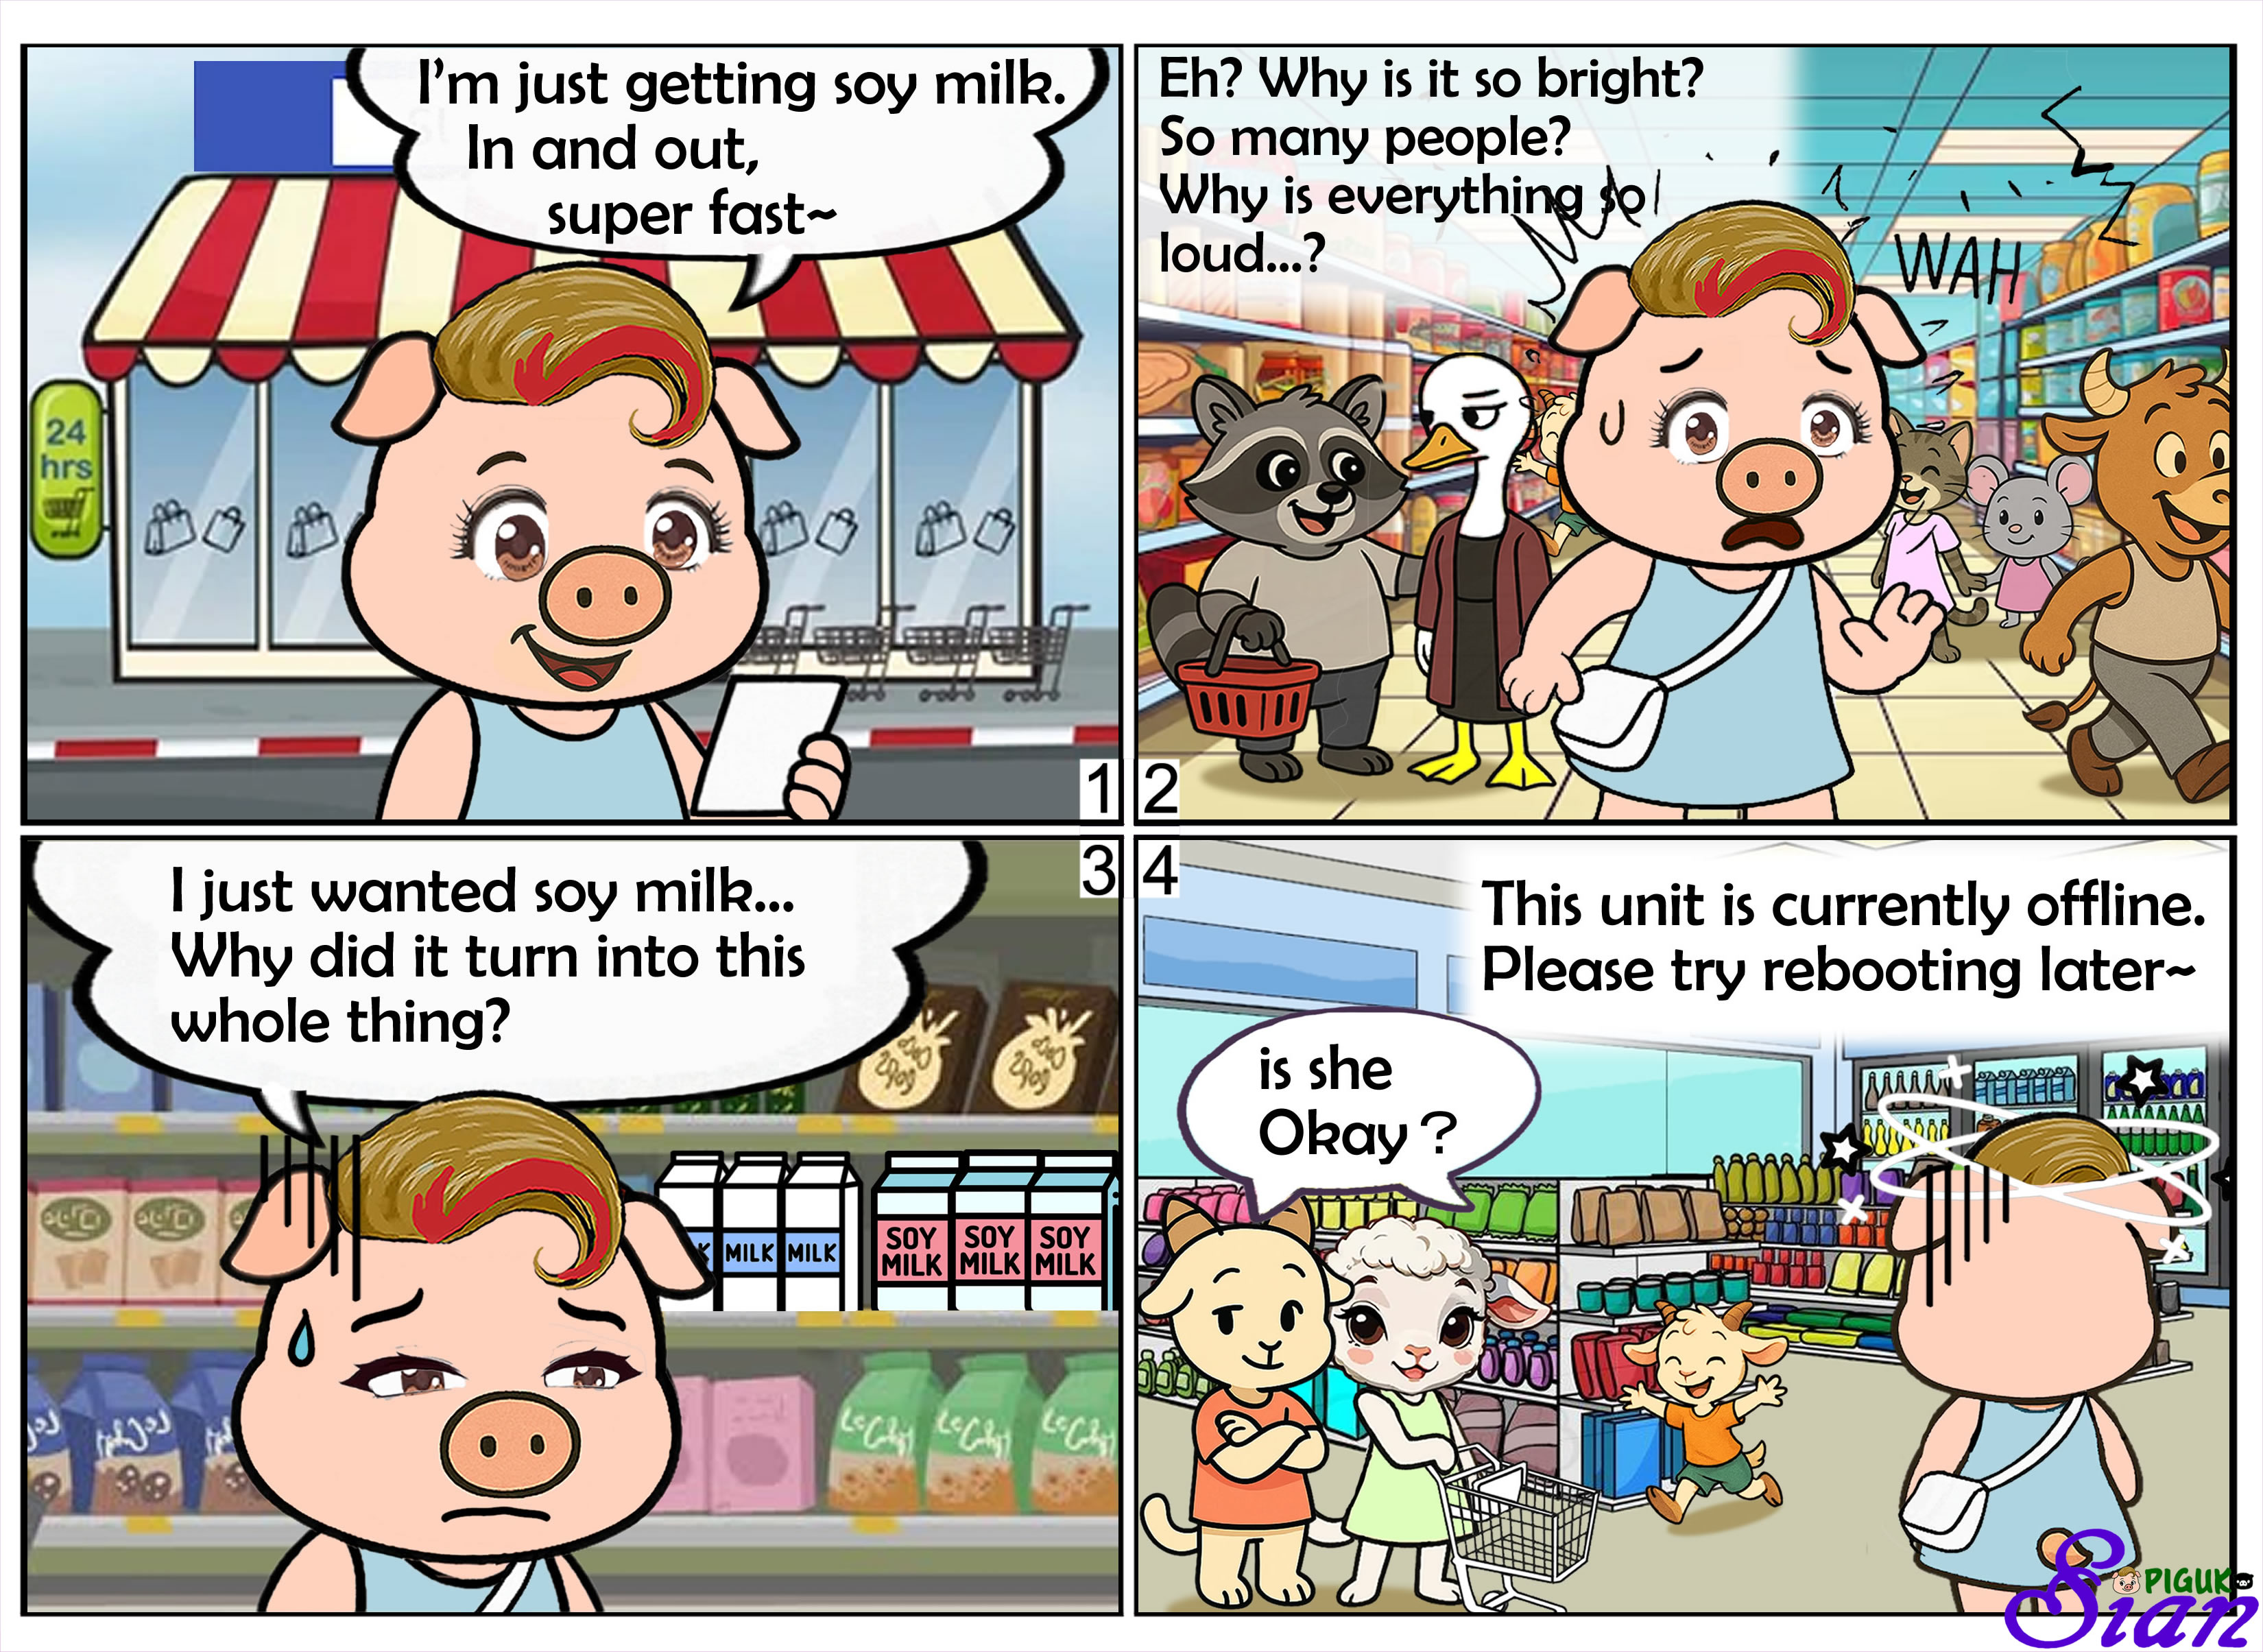 I'm just getting soy milk.
In and out,
super fast~
24
hrs
1
Eh? Why is it so bright?
So many people?
Why is everything so
loud...?
WAH
2
I just wanted soy milk...
Why did it turn into this
whole thing?
MILK
MILK
SOY
MILK
SOY
MILK
SOY
MILK
3
4
This unit is currently offline.
Please try rebooting later~
is she
Okay ?
PIGUK
Sian